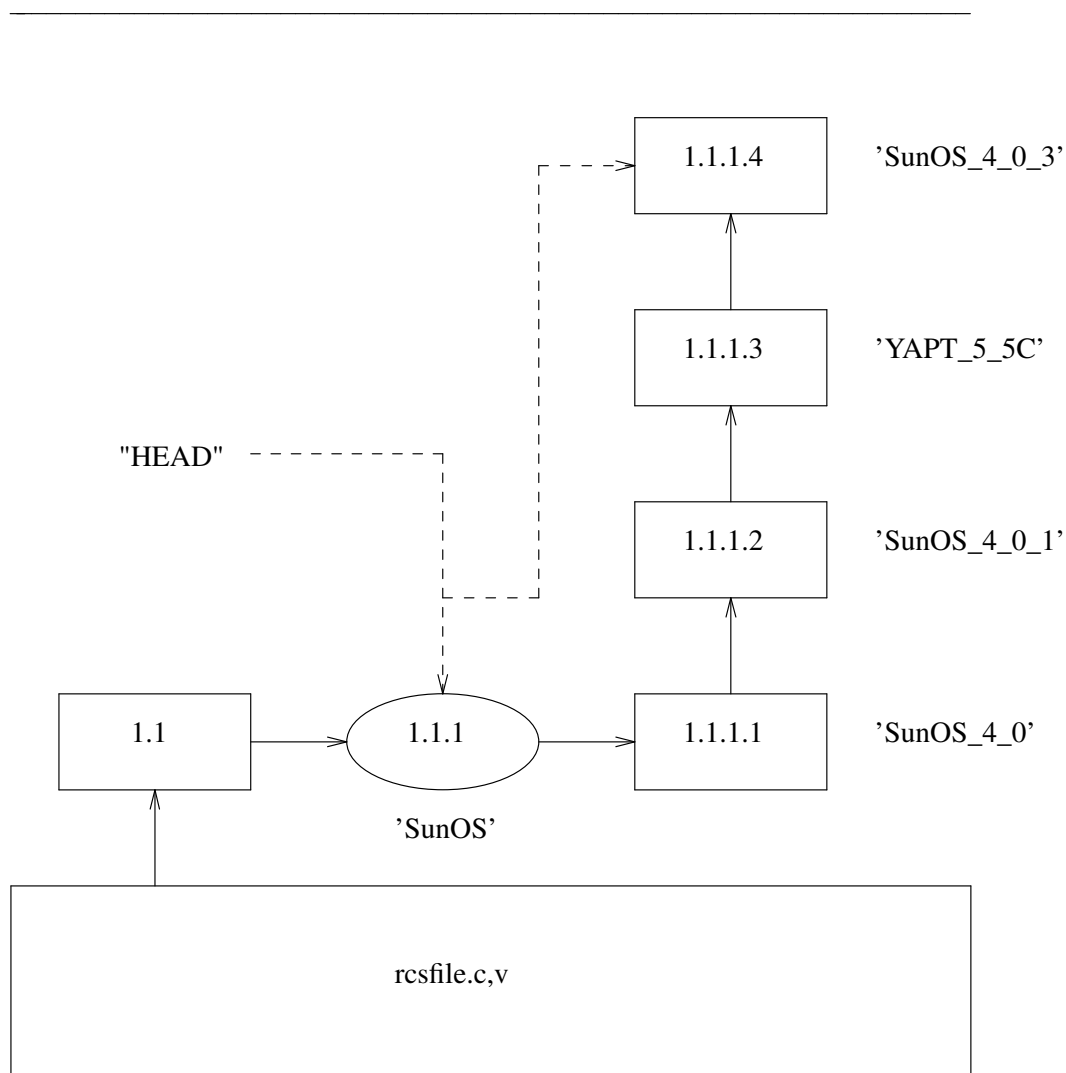 1.1.1.4 ’SunOS_4_0_3’
1.1.1.3 ’YAPT_5_5C’
"HEAD"
1.1.1.2 ’SunOS_4_0_1’
1.1 1.1.1 1.1.1.1 ’SunOS_4_0’
’SunOS’
rcsfile.c,v